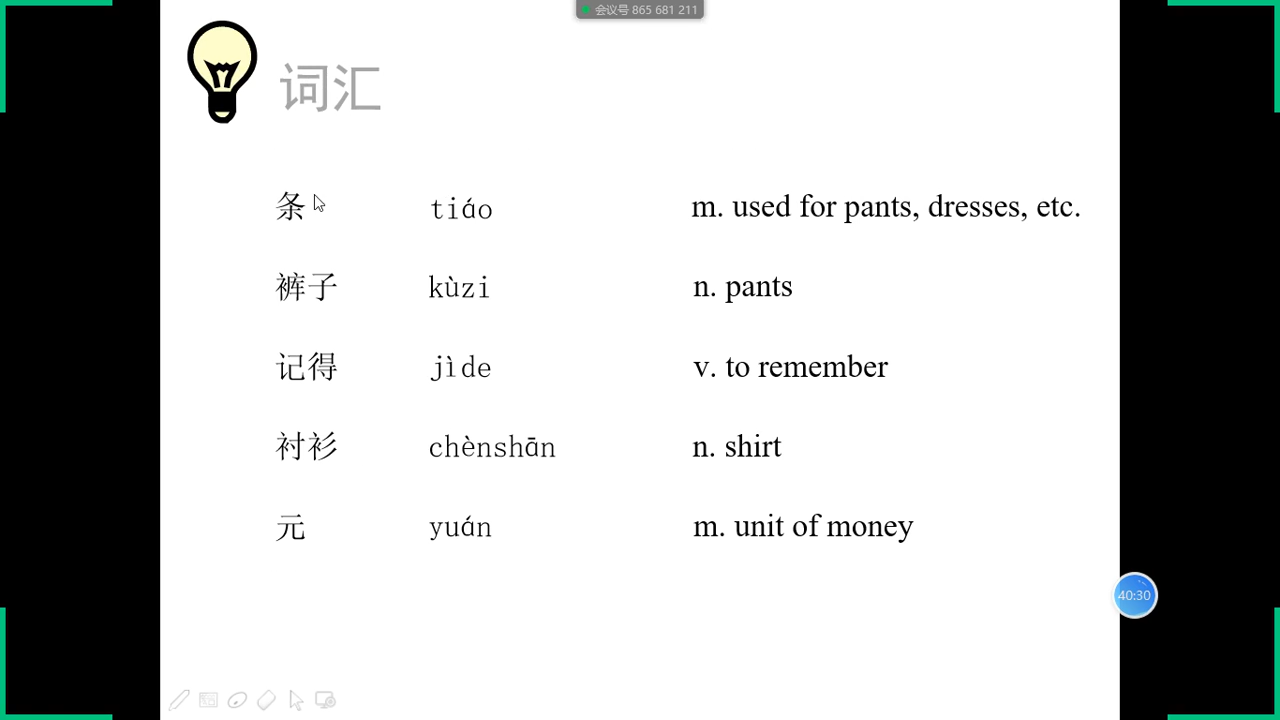 会议号 865 681 211
词汇
条 tiáo m. used for pants, dresses, etc.
裤子 kùzi n. pants
记得 jìde v. to remember
衬衫 chènshān n. shirt
元 yuán m. unit of money
40:30